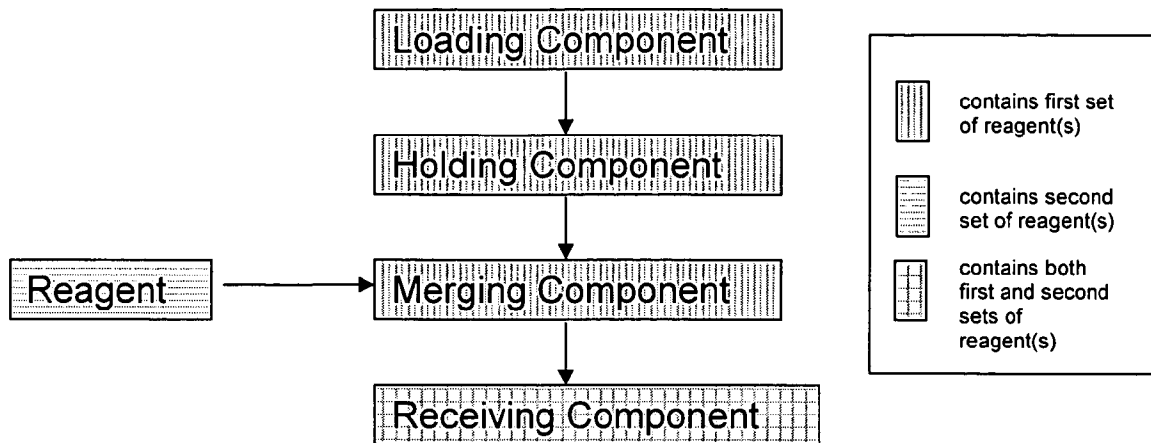 Loading Component
Holding Component
Reagent
Merging Component
Receiving Component
contains first set
of reagent(s)
contains second
set of reagent(s)
contains both
first and second
sets of
reagent(s)